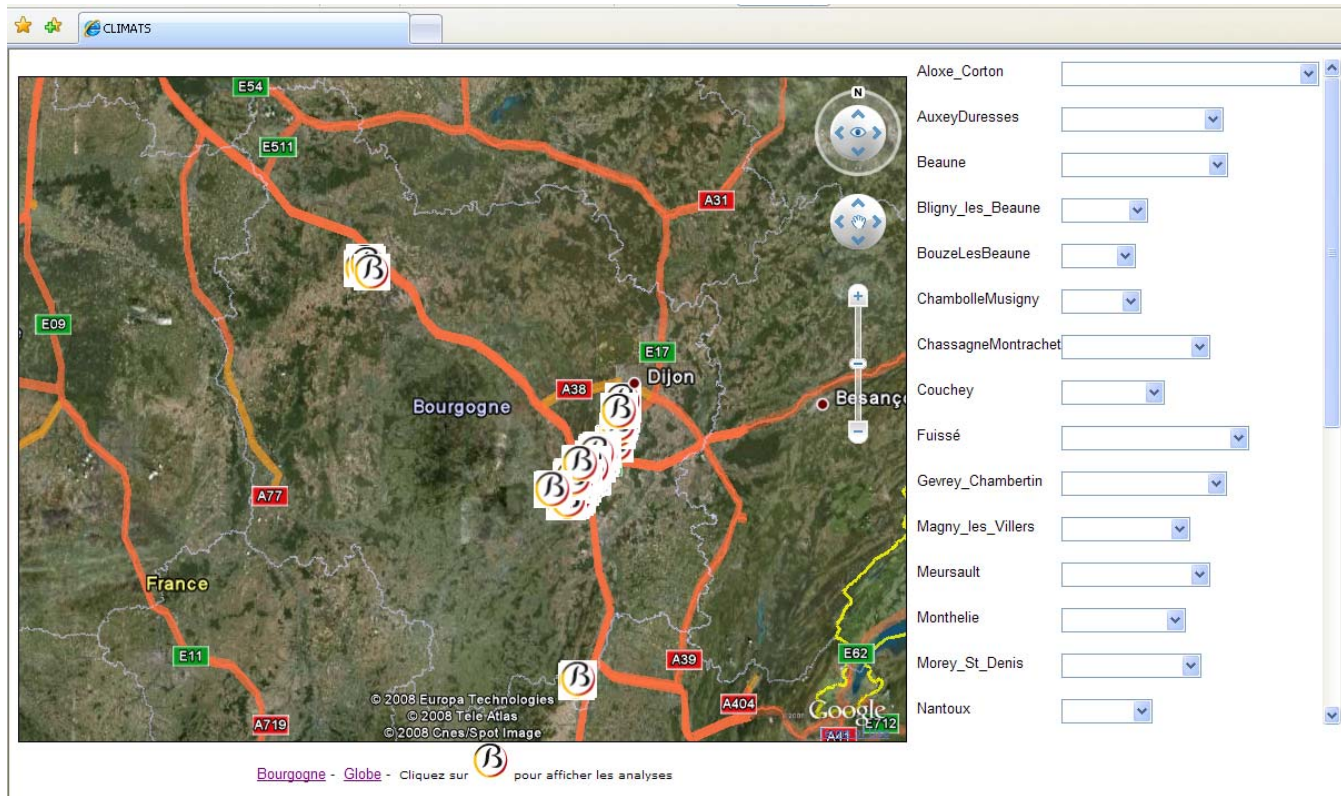 CLIMATS
E54
E511
A31
N
E09
E17
Dijon
A38
Besanç
Bourgogne
A77
France
E11
E62
A39
A404
A719
© 2008 Europa Technologies
© 2008 Tele Atlas
© 2008 Cnes/Spot Image
Google
E712
A41
Aloxe_Corton
AuxeyDuresses
Beaune
Bligny_les_Beaune
BouzeLesBeaune
ChambolleMusigny
ChassagneMontrachet
Couchey
Fuissé
Gevrey_Chambertin
Magny_les_Villers
Meursault
Monthelie
Morey_St_Denis
Nantoux
Bourgogne - Globe - Cliquez sur B pour afficher les analyses